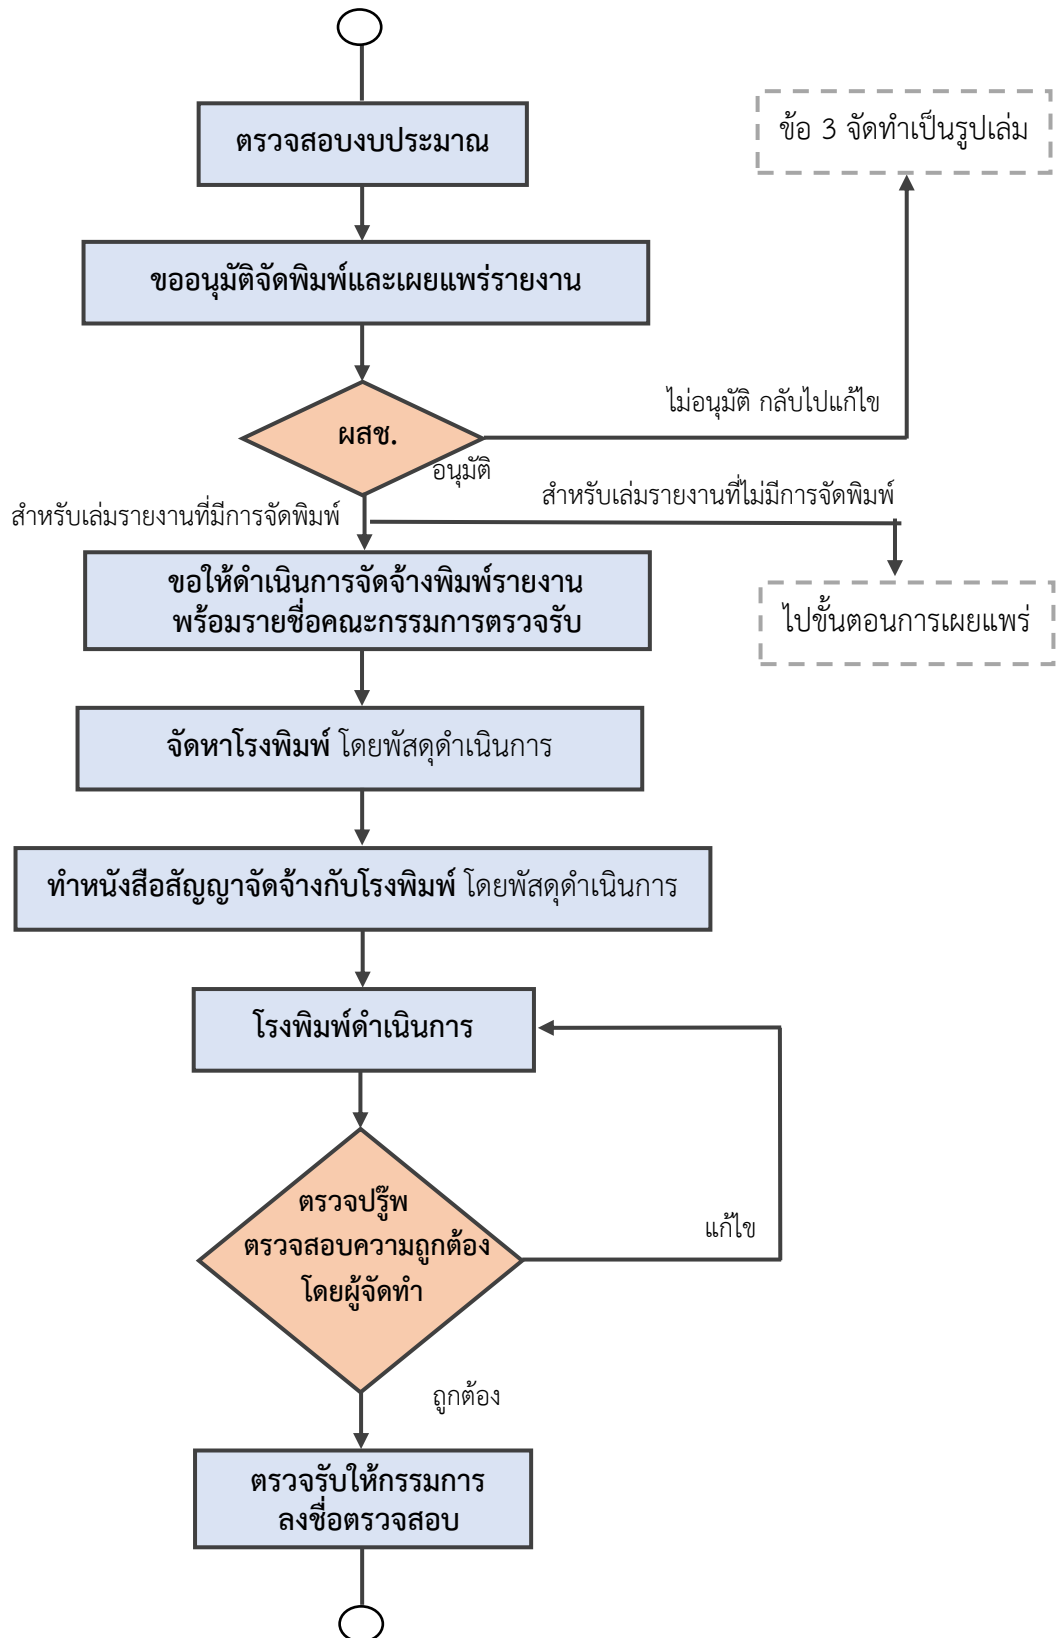 ตรวจสอบงบประมาณ
ข้อ 3 จัดทำเป็นรูปเล่ม
ขออนุมัติจัดพิมพ์และเผยแพร่รายงาน
ไม่อนุมัติ กลับไปแก้ไข
ผสช.
อนุมัติ
สำหรับเล่มรายงานที่ไม่มีการจัดพิมพ์
สำหรับเล่มรายงานที่มีการจัดพิมพ์
ขอให้ดำเนินการจัดจ้างพิมพ์รายงาน
พร้อมรายชื่อคณะกรรมการตรวจรับ
ไปขั้นตอนการเผยแพร่
จัดหาโรงพิมพ์ โดยพัสดุดำเนินการ
ทำหนังสือสัญญาจัดจ้างกับโรงพิมพ์ โดยพัสดุดำเนินการ
โรงพิมพ์ดำเนินการ
ตรวจปรู๊พ
ตรวจสอบความถูกต้อง
โดยผู้จัดทำ
แก้ไข
ถูกต้อง
ตรวจรับให้กรรมการ
ลงชื่อตรวจสอบ